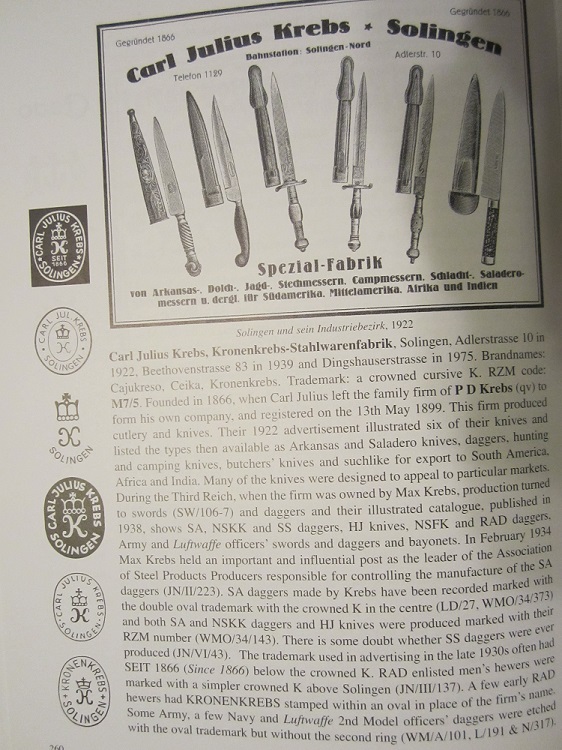 Gegründet 1866
Gegründet 1866
Carl Julius Krebs * Solingen
Bahnstation: Solingen-Nord
Telefon 1129
Adlerstr. 10
Spezial-Fabrik
von Arkansas-, Dolch-, Jagd-, Stechmessern, Campmessern, Schlacht-, Saladero-
messern u. dergl. für Südamerika, Mittelamerika, Afrika und Indien
CARL JULIUS KREBS
K
SEIT
1866
SOLINGEN
CARL JUL. KREBS
K
SOLINGEN
K
SOLINGEN
CARL JULIUS KREBS
K
SOLINGEN
CARL JULIUS KREBS
K
SOLINGEN
KRONENKREBS
K
SOLINGEN
Solingen und sein Industriebezirk, 1922
Carl Julius Krebs, Kronenkrebs-Stahlwarenfabrik, Solingen, Adlerstrasse 10 in
1922, Beethovenstrasse 83 in 1939 and Dingshauserstrasse in 1975. Brandnames:
Cajukreso, Ceika, Kronenkrebs. Trademark: a crowned cursive K. RZM code:
M7/5. Founded in 1866, when Carl Julius left the family firm of P D Krebs (qv) to
form his own company, and registered on the 13th May 1899. This firm produced
cutlery and knives. Their 1922 advertisement illustrated six of their knives and
listed the types then available as Arkansas and Saladero knives, daggers, hunting
and camping knives, butchers' knives and suchlike for export to South America,
Africa and India. Many of the knives were designed to appeal to particular markets.
During the Third Reich, when the firm was owned by Max Krebs, production turned
to swords (SW/106-7) and daggers and their illustrated catalogue, published in
1938, shows SA, NSKK and SS daggers, HJ knives, NSFK and RAD daggers,
Army and Luftwaffe officers' swords and daggers and bayonets. In February 1934
Max Krebs held an important and influential post as the leader of the Association
of Steel Products Producers responsible for controlling the manufacture of the SA
daggers (JN/II/223). SA daggers made by Krebs have been recorded marked with
the double oval trademark with the crowned K in the centre (LD/27, WMO/34/373)
and both SA and NSKK daggers and HJ knives were produced marked with their
RZM number (WMO/34/143). There is some doubt whether SS daggers were ever
produced (JN/VI/43). The trademark used in advertising in the late 1930s often had
SEIT 1866 (Since 1866) below the crowned K. RAD enlisted men's hewers were
marked with a simpler crowned K above Solingen (JN/III/137). A few early RAD
hewers had KRONENKREBS stamped within an oval in place of the firm's name.
Some Army, a few Navy and Luftwaffe 2nd Model officers' daggers were etched
with the oval trademark but without the second ring (WM/A/101, L/191 & N/317).
260